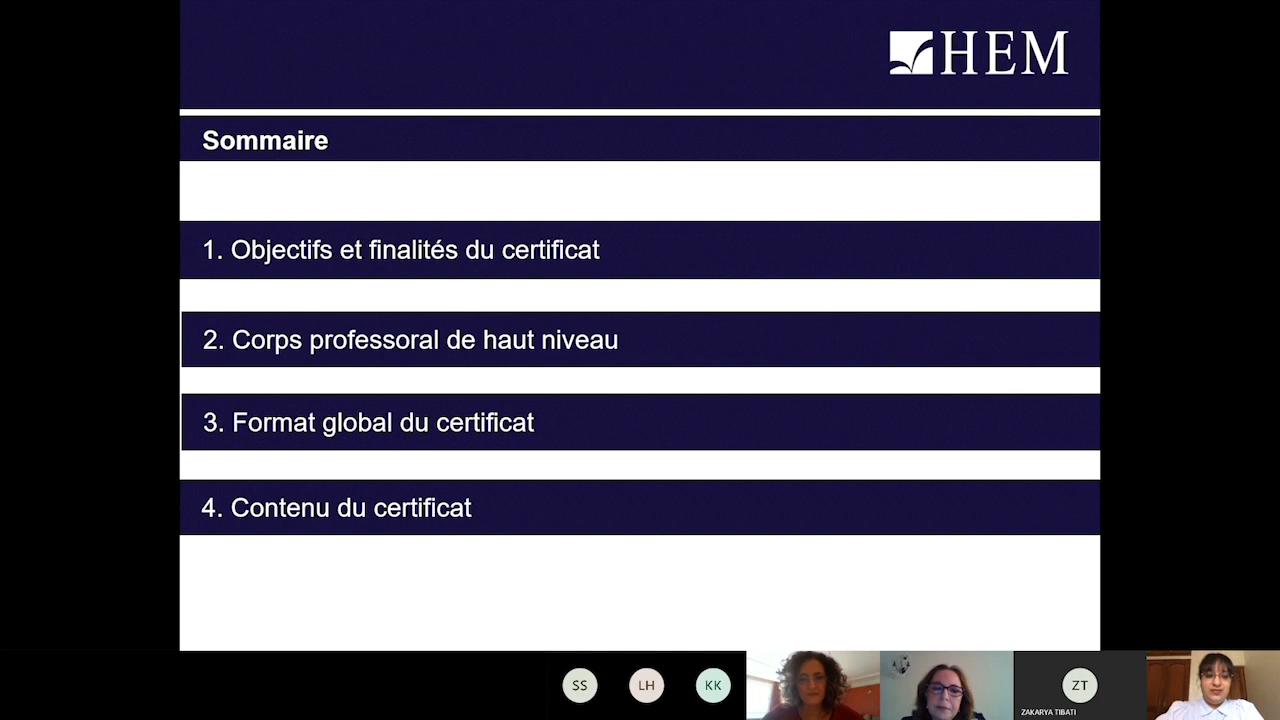 HEM
Sommaire
1. Objectifs et finalités du certificat
2. Corps professoral de haut niveau
3. Format global du certificat
4. Contenu du certificat
SS
LH
KK
ZT
ZAKARYA TIBATI